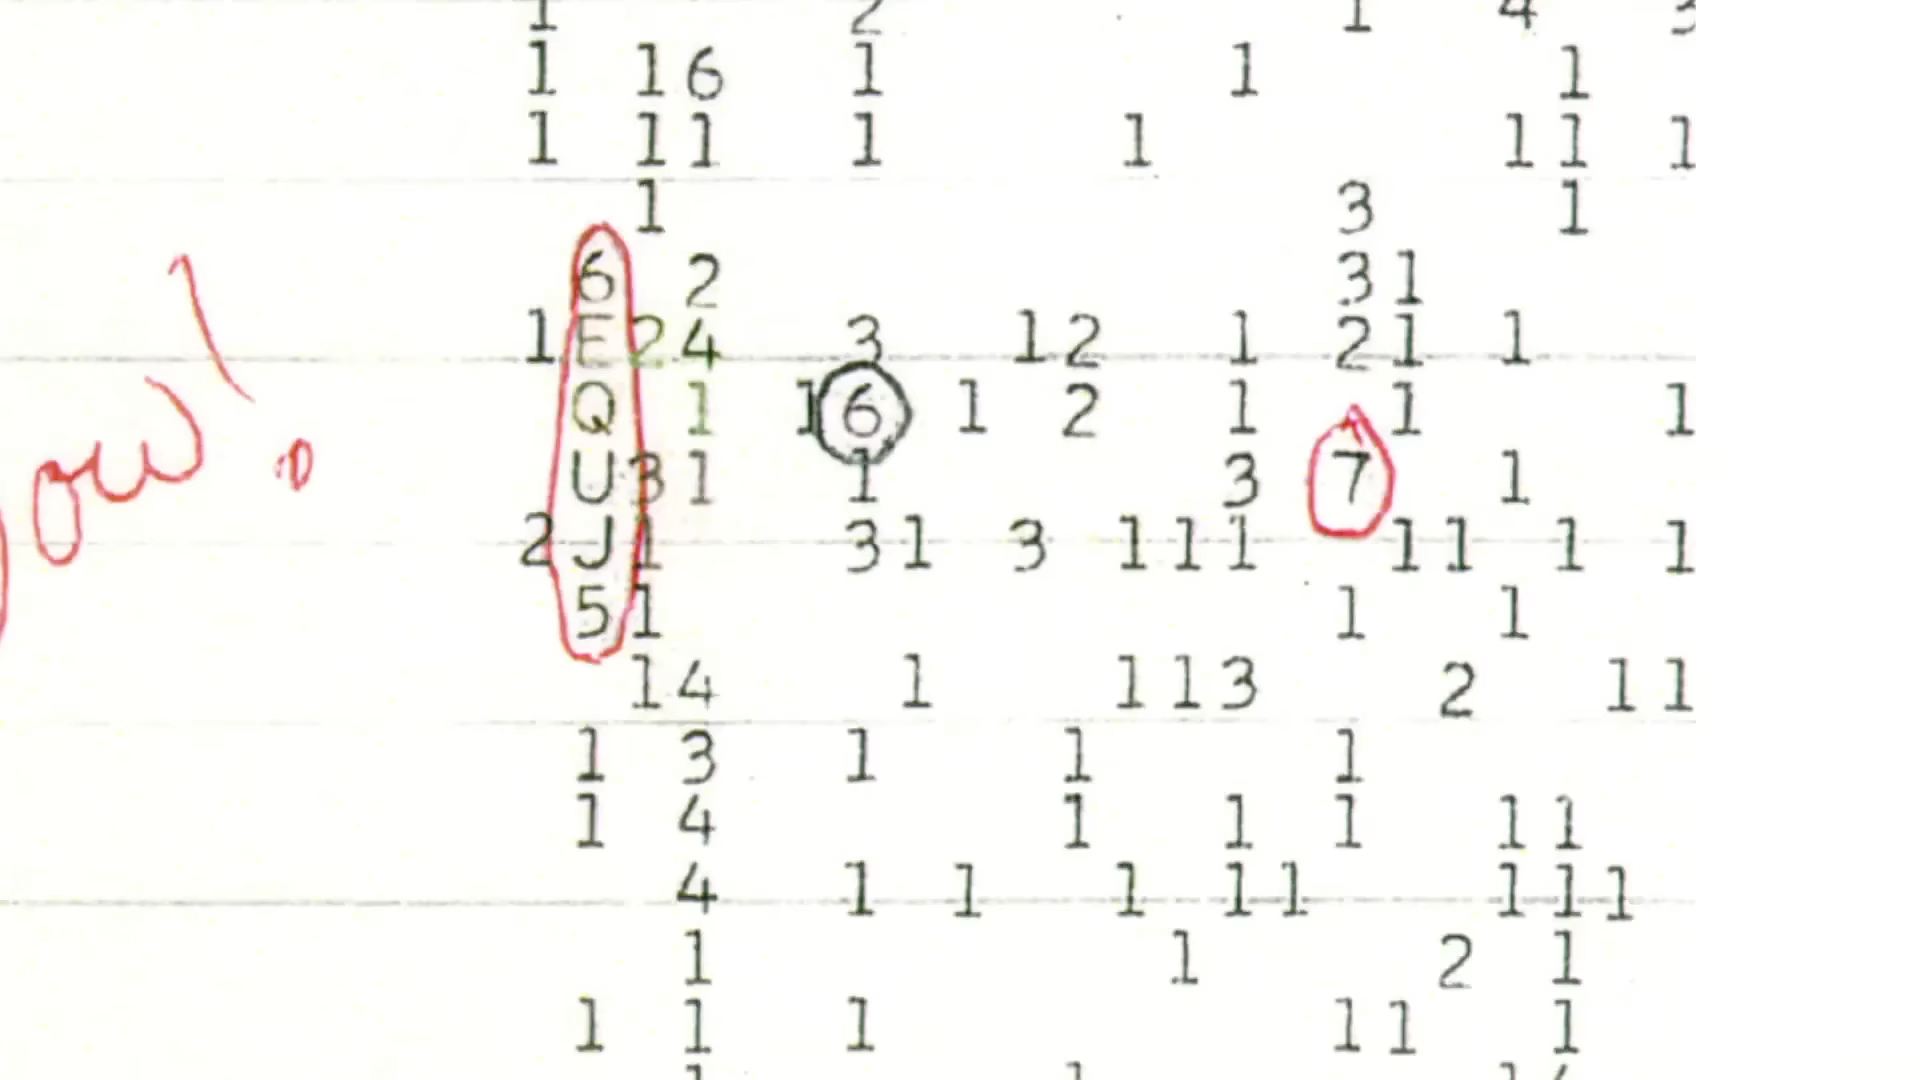 1 2 1 4 3
1 16 1 1 1
1 11 1 1 11 1
1 3 1
6 2 31
1E24 3 12 1 21 1
Q 1 16 1 2 1 1 1
U31 1 3 7 1
2J1 31 3 111 11 1 1
51 1 1
14 1 113 2 11
1 3 1 1 1
1 4 1 1 1 11
4 1 1 1 11 111
1 1 2 1
1 1 1 11 1
ow!